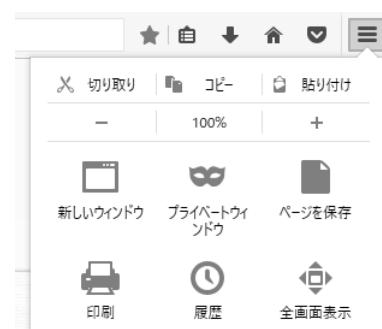 切り取り コピー 貼り付け
− 100% +
新しいウィンドウ プライベートウィンドウ ページを保存
印刷 履歴 全画面表示